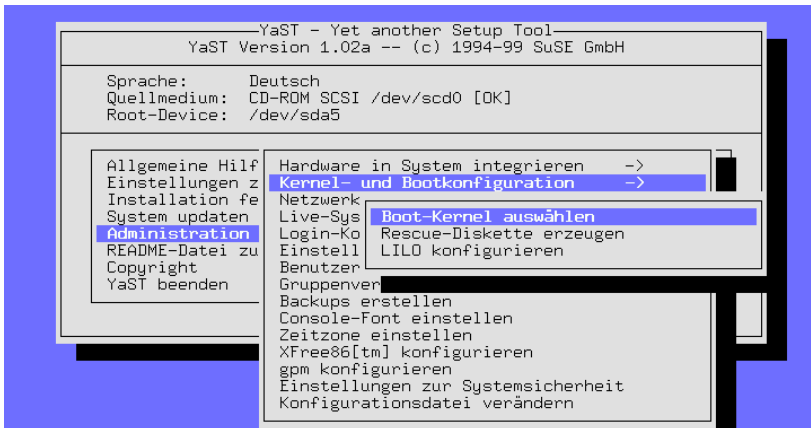 YaST - Yet another Setup Tool
YaST Version 1.02a -- (c) 1994-99 SuSE GmbH
Sprache: Deutsch
Quellmedium: CD-ROM SCSI /dev/scd0 [OK]
Root-Device: /dev/sda5
Allgemeine Hilf
Einstellungen z
Installation fe
System updaten
Administration
README-Datei zu
Copyright
YaST beenden
Hardware in System integrieren ->
Kernel- und Bootkonfiguration ->
Netzwerk
Live-Sys
Login-Ko
Einstell
Benutzer
Gruppenver
Backups erstellen
Console-Font einstellen
Zeitzone einstellen
XFree86[tm] konfigurieren
gpm konfigurieren
Einstellungen zur Systemsicherheit
Konfigurationsdatei verändern
Boot-Kernel auswählen
Rescue-Diskette erzeugen
LILO konfigurieren